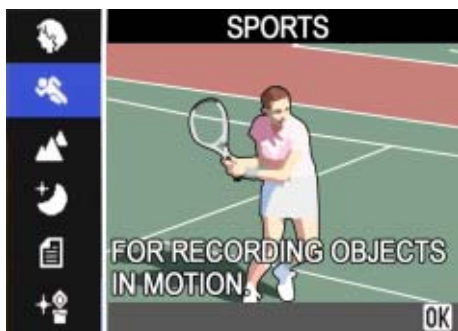 SPORTS
FOR RECORDING OBJECTS
IN MOTION.
OK